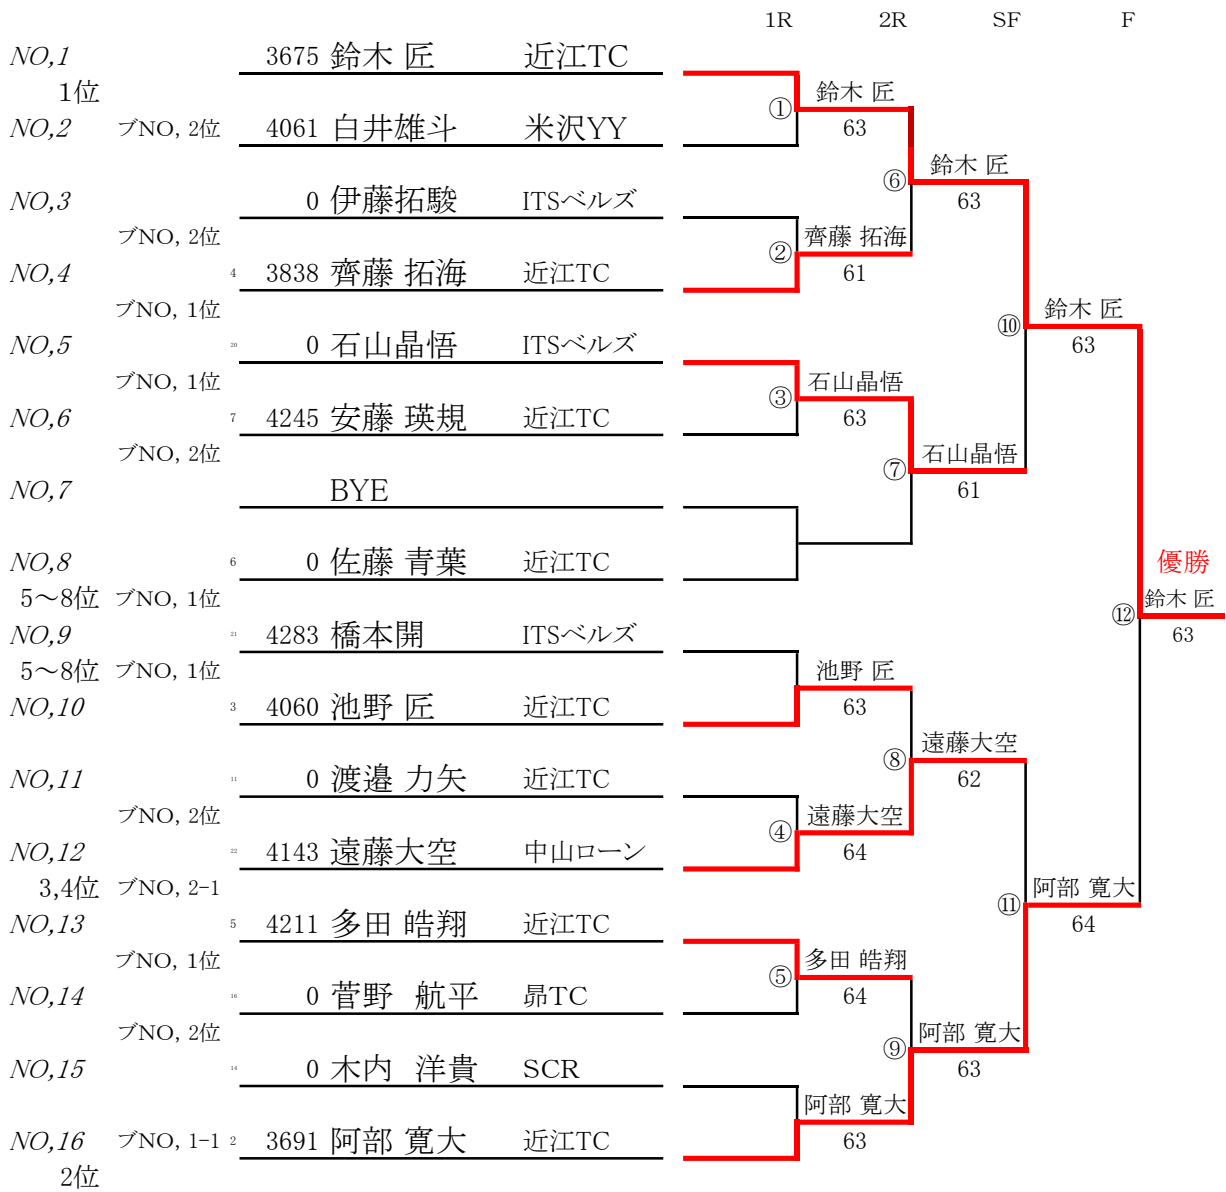 1R 2R SF F
NO,1 3675 鈴木 匠 近江TC
1位
① 鈴木 匠
63
NO,2 ブNO, 2位 4061 白井雄斗 米沢YY
⑥ 鈴木 匠
63
NO,3 0 伊藤拓駿 ITSベルズ
ブNO, 2位
② 齊藤 拓海
61
NO,4 4 3838 齊藤 拓海 近江TC
ブNO, 1位
⑩ 鈴木 匠
63
NO,5 20 0 石山晶悟 ITSベルズ
ブNO, 1位
③ 石山晶悟
63
NO,6 7 4245 安藤 瑛規 近江TC
ブNO, 2位
⑦ 石山晶悟
61
NO,7 BYE
NO,8 6 0 佐藤 青葉 近江TC
優勝
5～8位 ブNO, 1位
⑫ 鈴木 匠
63
NO,9 21 4283 橋本開 ITSベルズ
5～8位 ブNO, 1位
池野 匠
63
NO,10 3 4060 池野 匠 近江TC
⑧ 遠藤大空
62
NO,11 11 0 渡邉 力矢 近江TC
ブNO, 2位
④ 遠藤大空
64
NO,12 22 4143 遠藤大空 中山ローン
3,4位 ブNO, 2-1
⑪ 阿部 寛大
64
NO,13 5 4211 多田 皓翔 近江TC
ブNO, 1位
⑤ 多田 皓翔
64
NO,14 16 0 菅野 航平 昴TC
ブNO, 2位
⑨ 阿部 寛大
63
NO,15 14 0 木内 洋貴 SCR
阿部 寛大
63
NO,16 ブNO, 1-1 2 3691 阿部 寛大 近江TC
2位